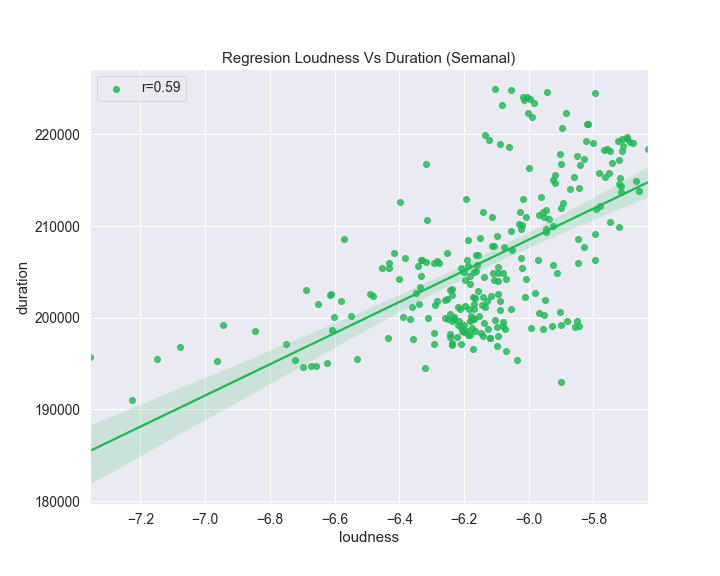 Regresion Loudness Vs Duration (Semanal)
r=0.59
220000
210000
200000
190000
180000
duration
−7.2 −7.0 −6.8 −6.6 −6.4 −6.2 −6.0 −5.8
loudness